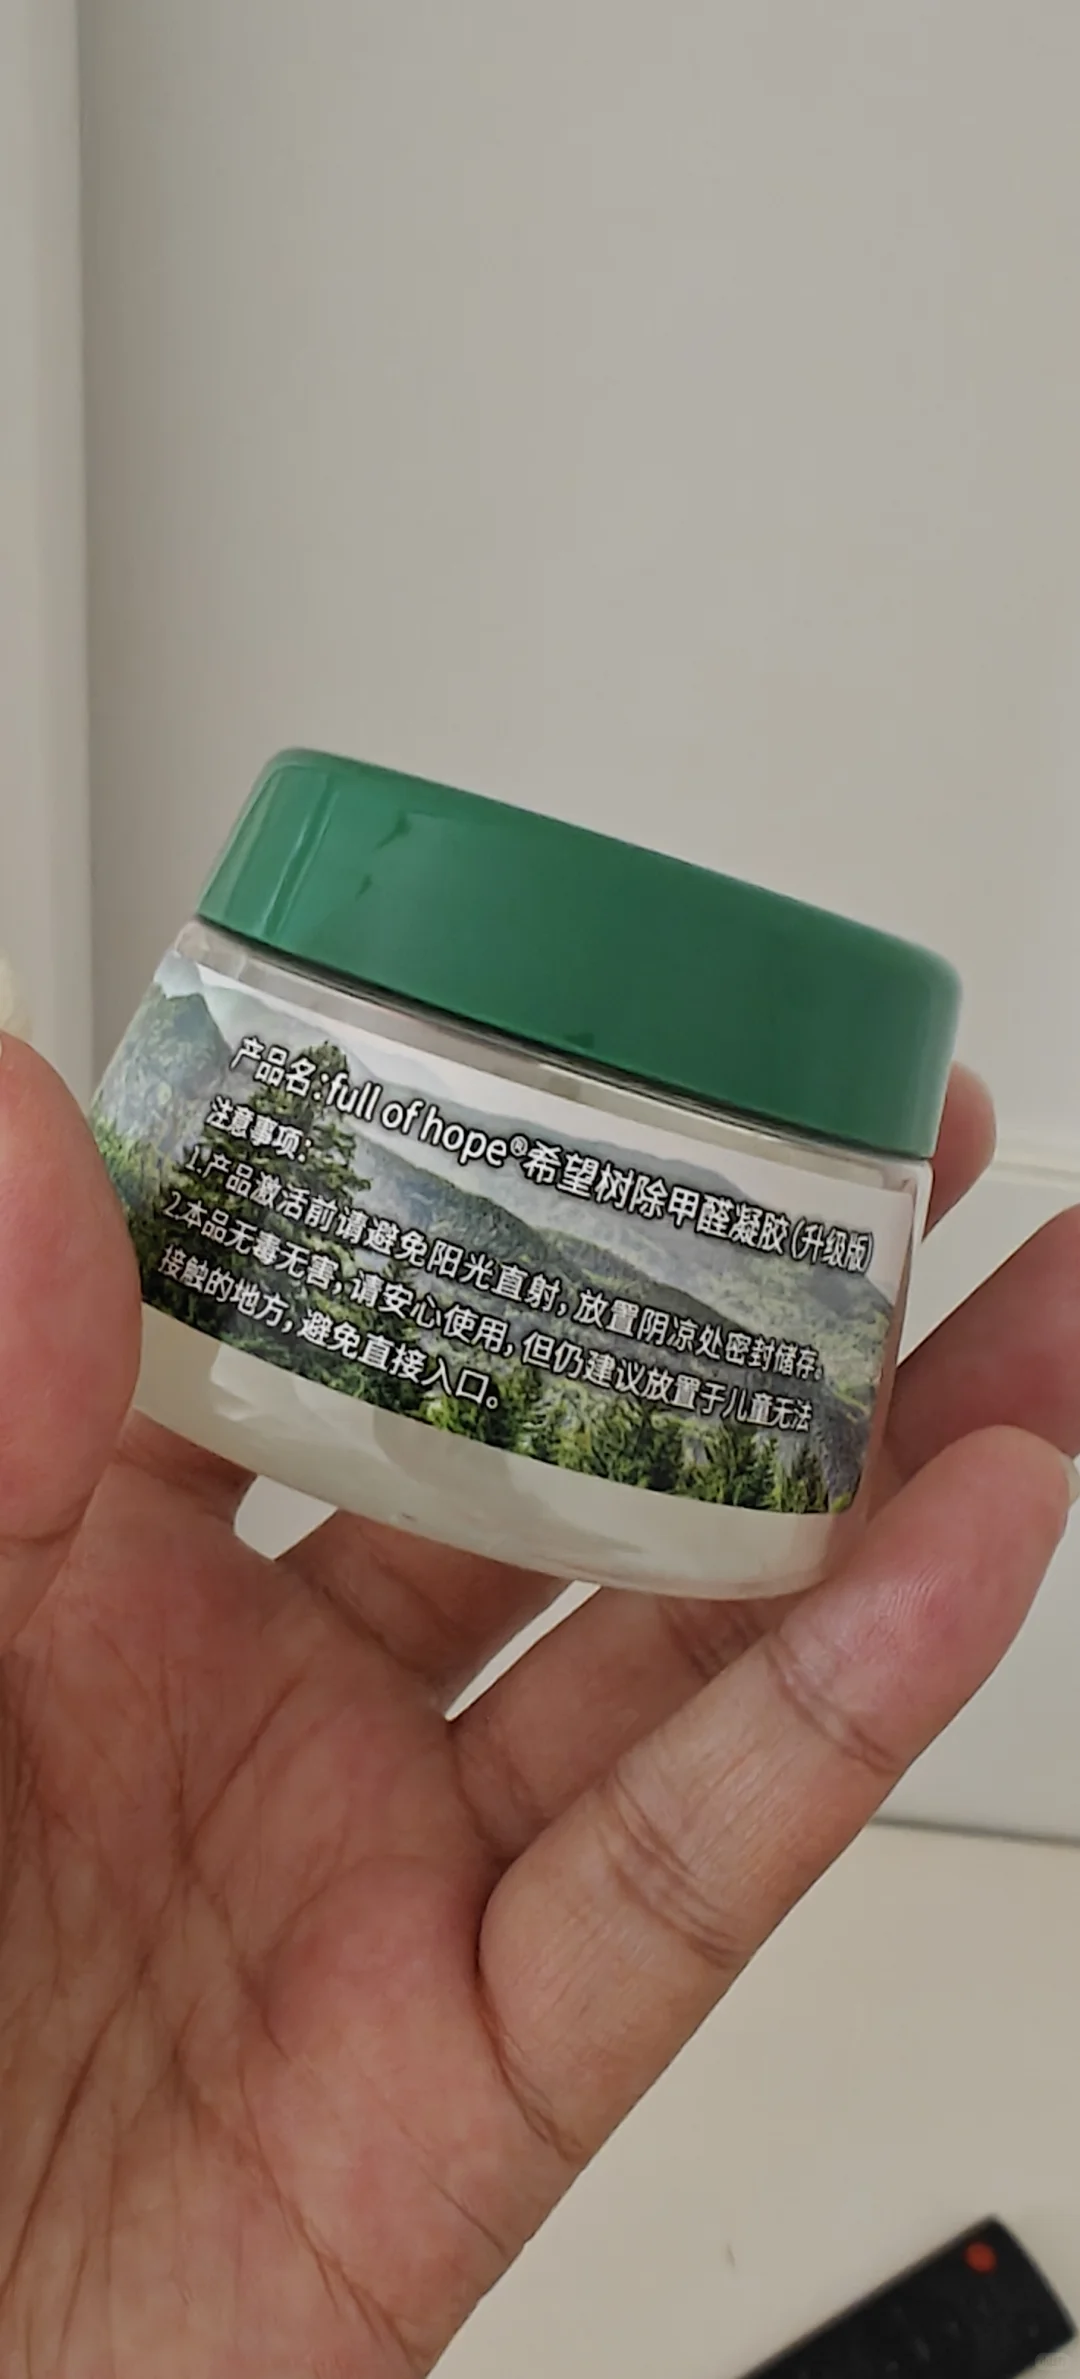 产品名:full of hope®希望树除甲醛凝胶(升级版)
注意事项:
1.产品激活前请避免阳光直射,放置阴凉处密封储存。
2.本品无毒无害,请安心使用,但仍建议放置于儿童无法
接触的地方,避免直接入口。